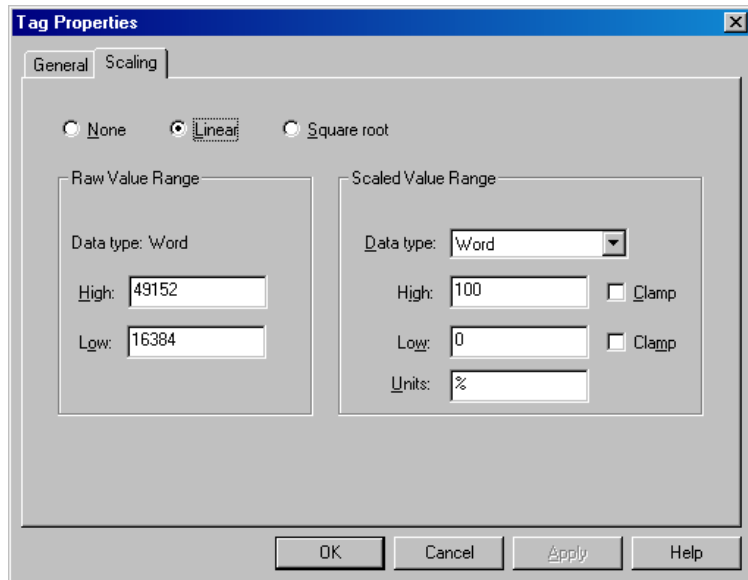 Tag Properties
General Scaling
None Linear Square root
Raw Value Range
Data type: Word
High: 49152
Low: 16384
Scaled Value Range
Data type: Word
High: 100 Clamp
Low: 0 Clamp
Units: %
OK Cancel Apply Help